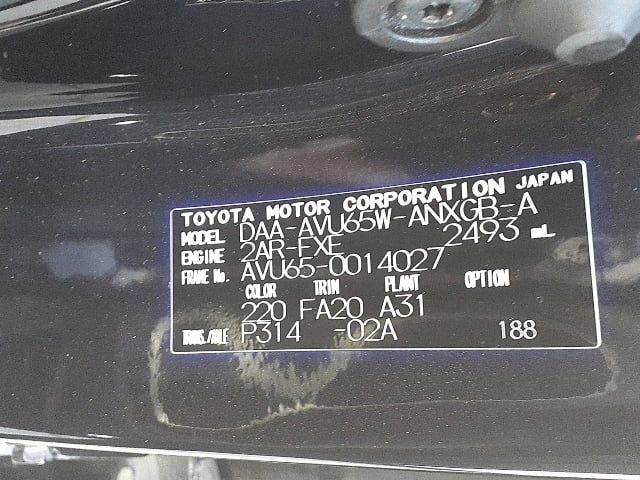 TOYOTA MOTOR CORPORATION JAPAN
MODEL DAA-AVU65W-ANXGB-A
ENGINE 2AR-FXE 2493 mL
FRAME No. AVU65-0014027
COLOR TRIM PLANT OPTION
220 FA20 A31
TRANS./AXLE P314 -02A 188